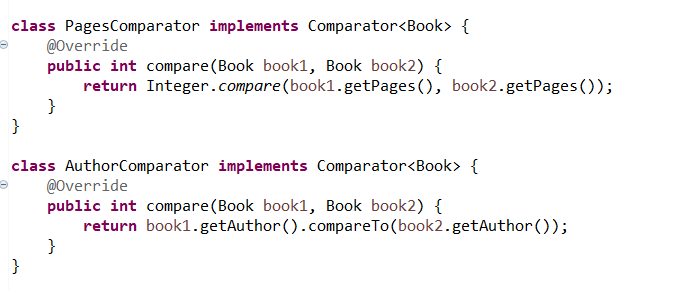 class PagesComparator implements Comparator<Book> {
@Override
public int compare(Book book1, Book book2) {
return Integer.compare(book1.getPages(), book2.getPages());
}
}
class AuthorComparator implements Comparator<Book> {
@Override
public int compare(Book book1, Book book2) {
return book1.getAuthor().compareTo(book2.getAuthor());
}
}